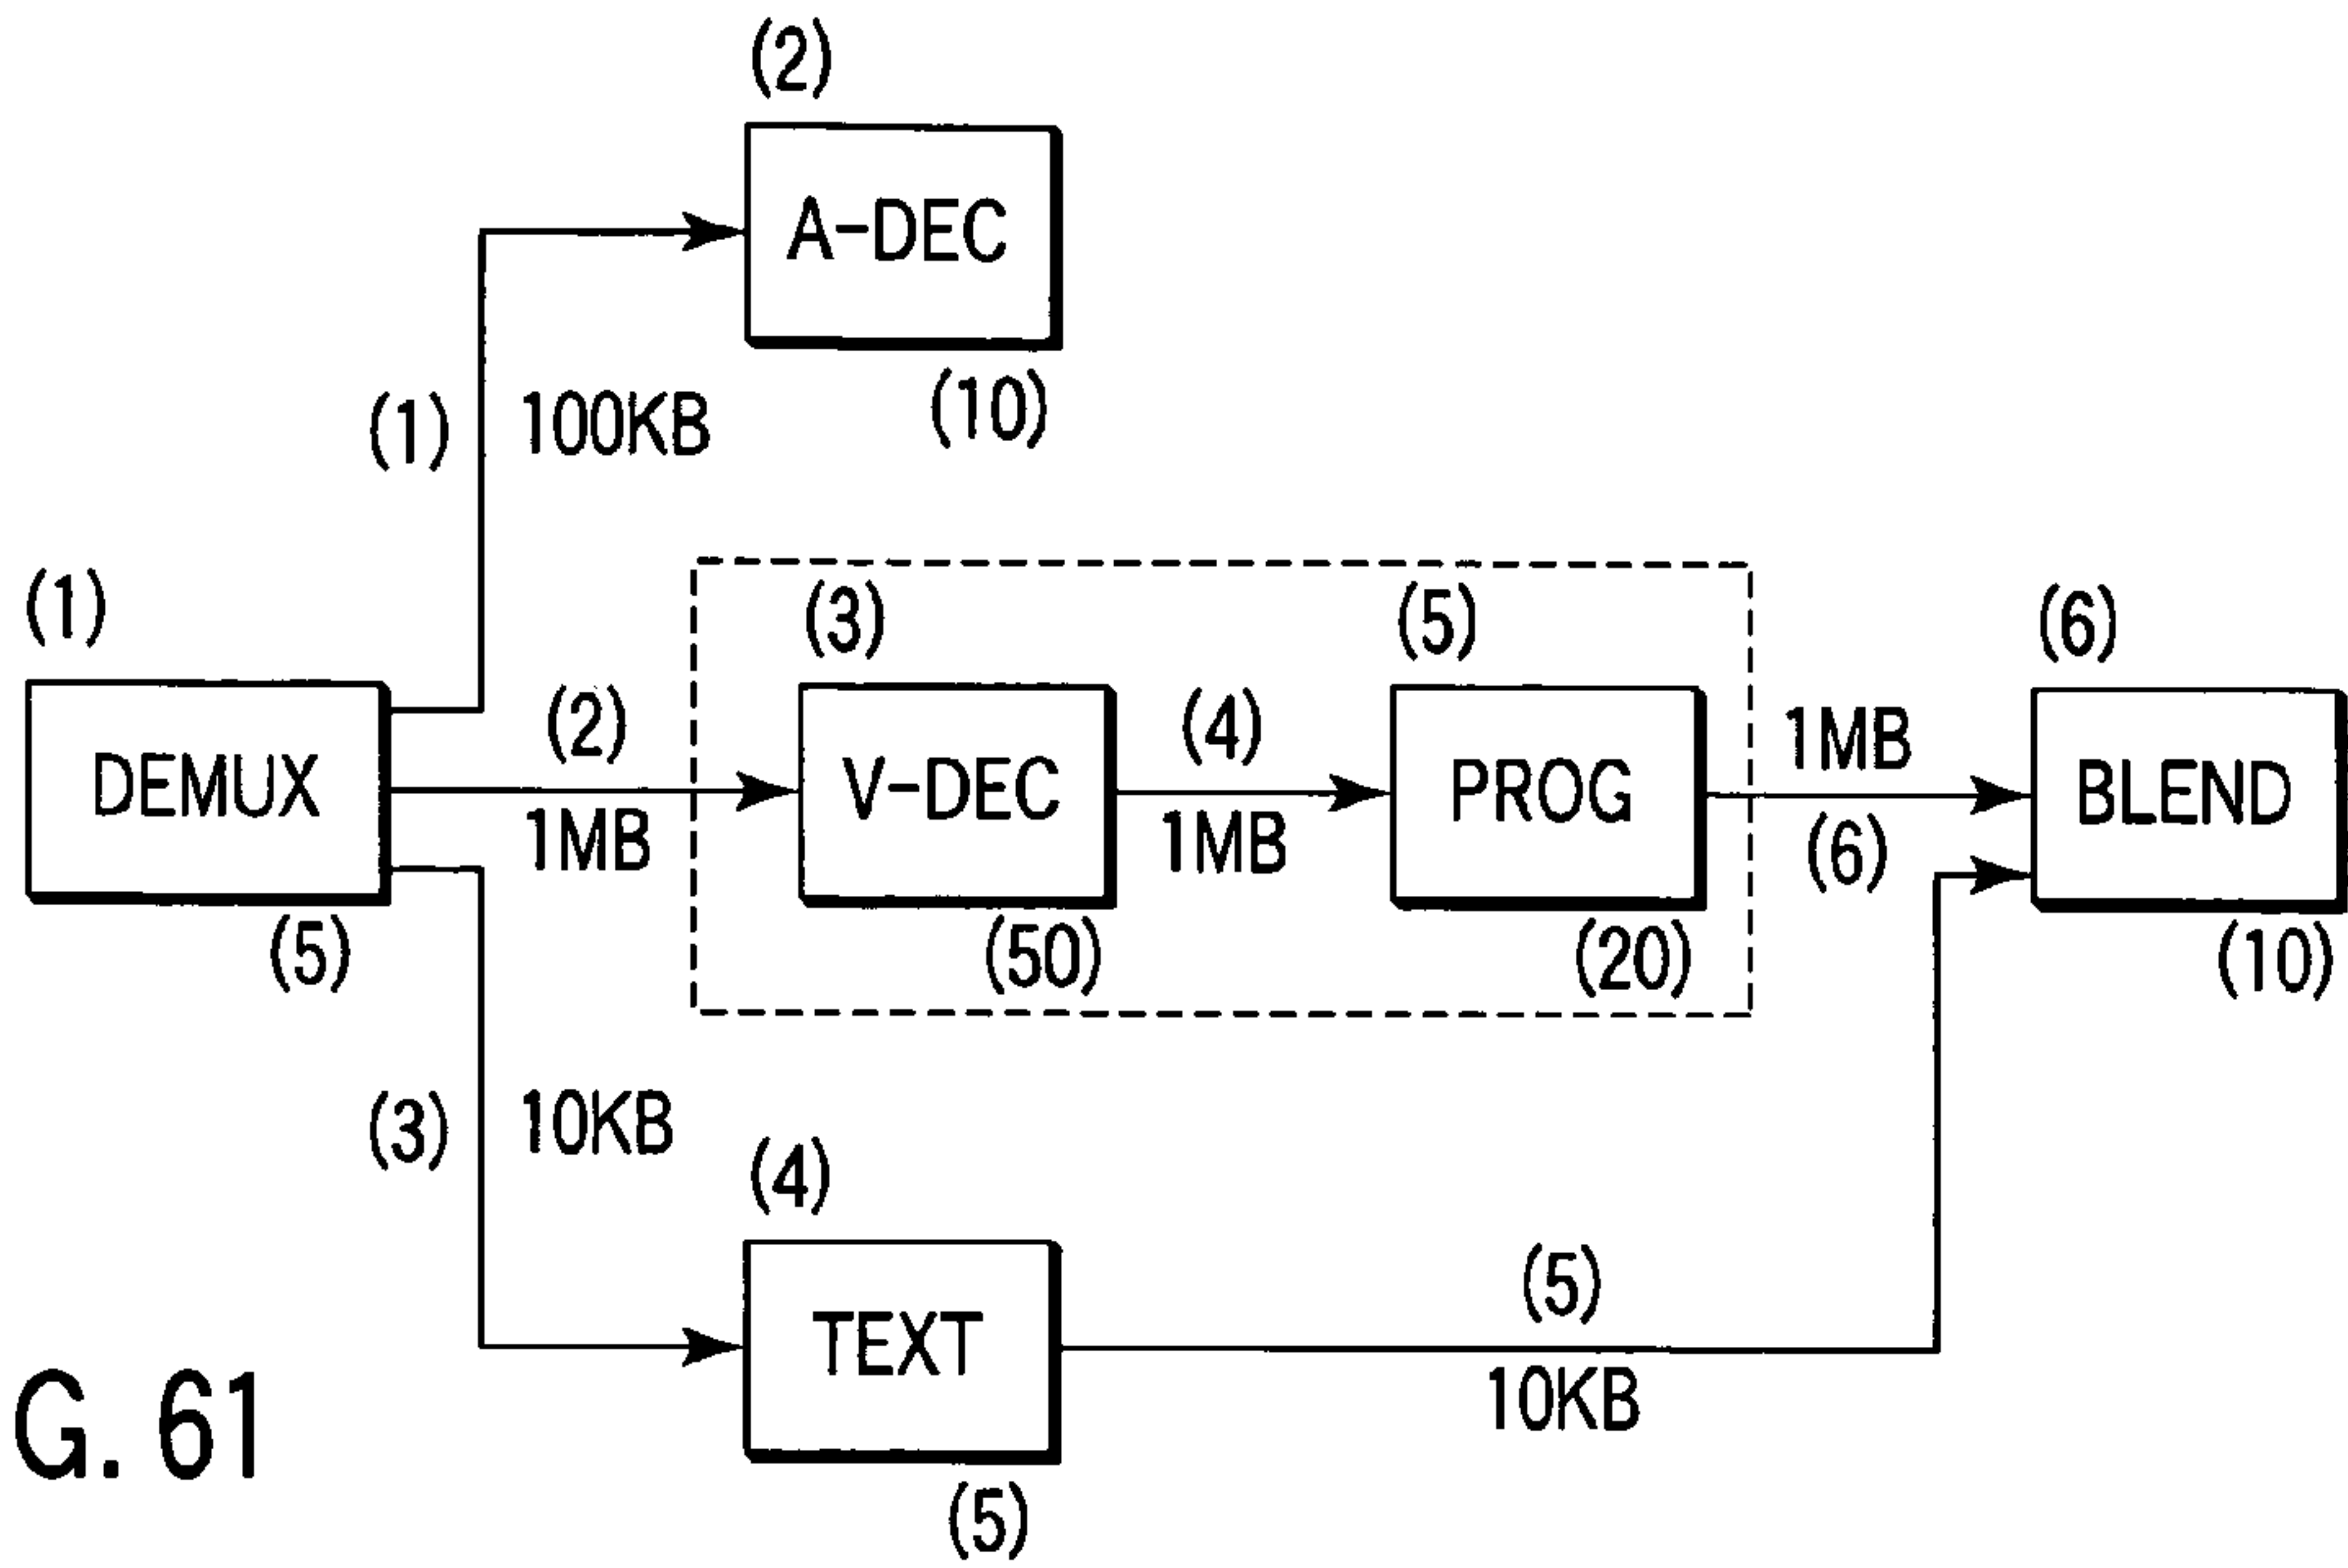 (2)
A-DEC
(10)
(1) 100KB
(1)
DEMUX
(5)
(2)
1MB
(3)
V-DEC
(50)
(4)
1MB
(5)
PROG
(20)
1MB
(6)
(6)
BLEND
(10)
(3) 10KB
(4)
TEXT
(5)
(5)
10KB
G. 61